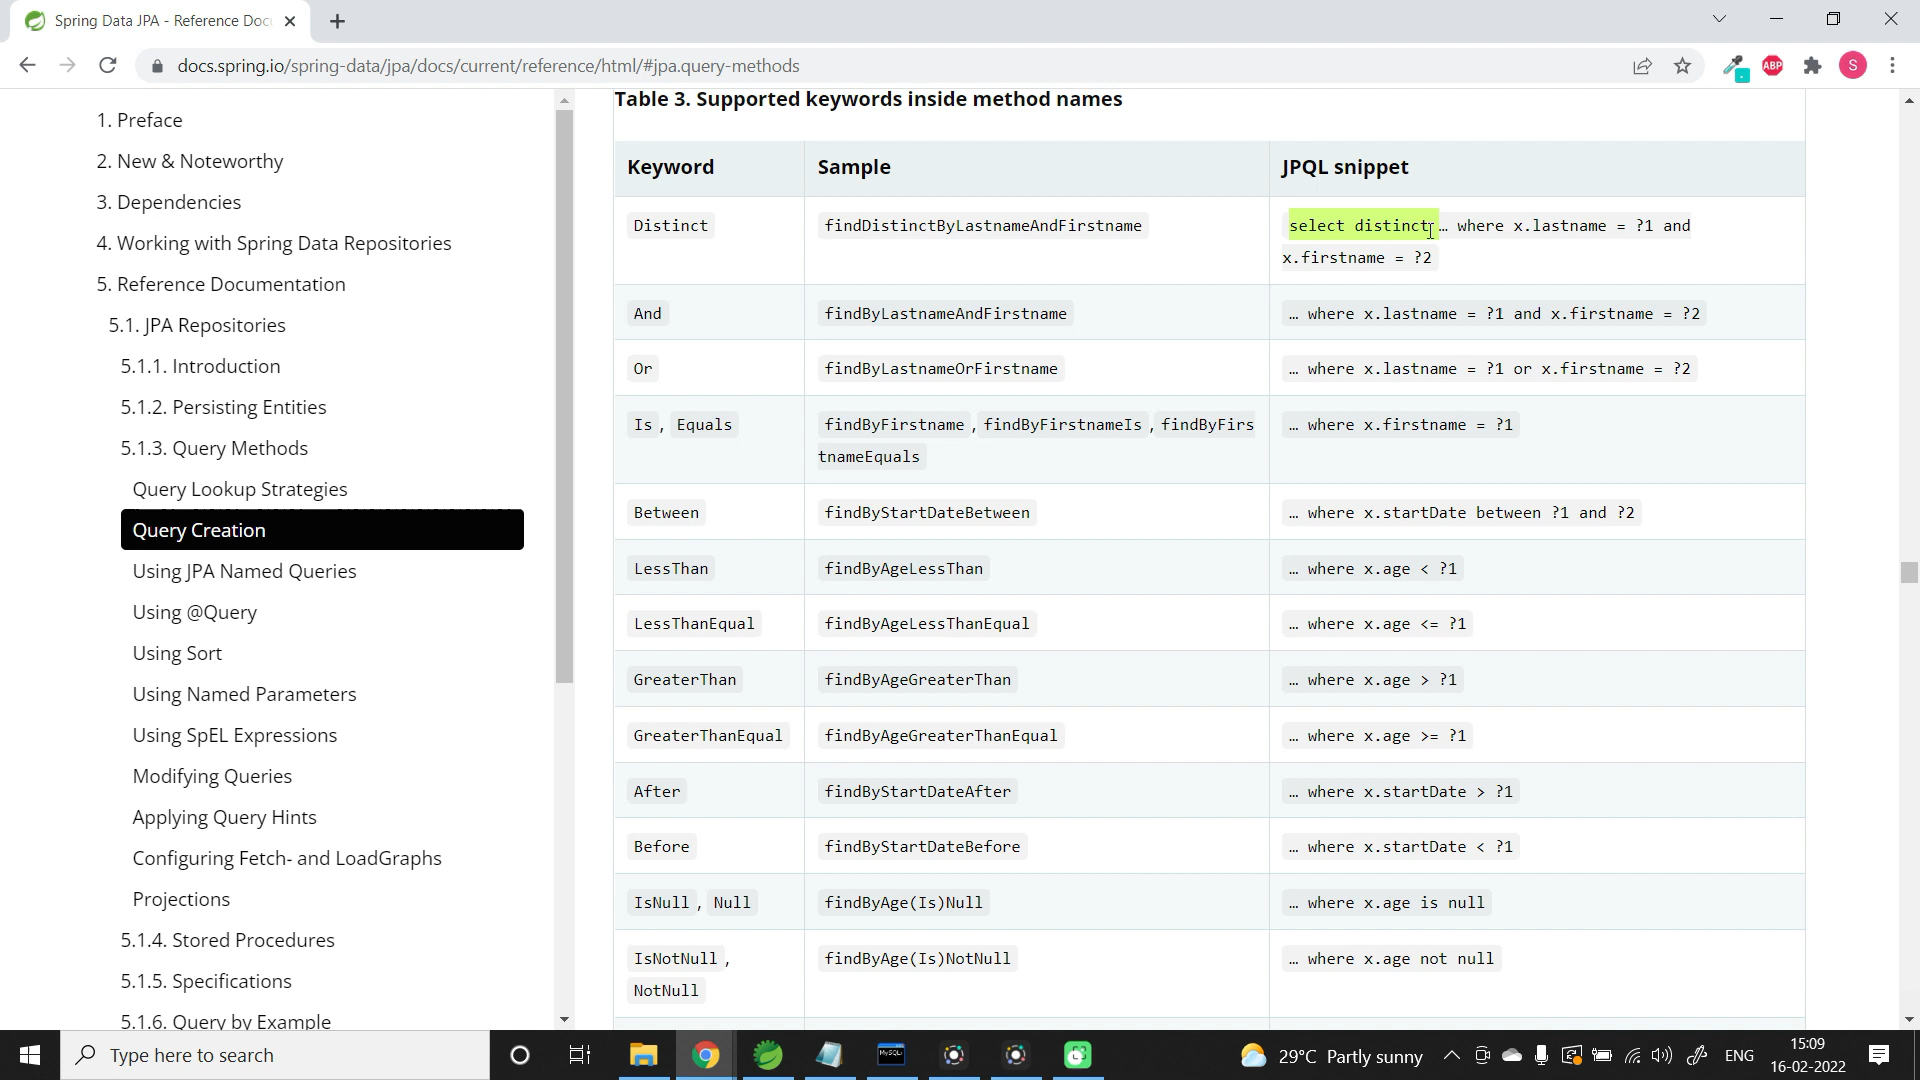 Spring Data JPA - Reference Doc
docs.spring.io/spring-data/jpa/docs/current/reference/html/#jpa.query-methods
ABP
S
1. Preface
2. New & Noteworthy
3. Dependencies
4. Working with Spring Data Repositories
5. Reference Documentation
5.1. JPA Repositories
5.1.1. Introduction
5.1.2. Persisting Entities
5.1.3. Query Methods
Query Lookup Strategies
Query Creation
Using JPA Named Queries
Using @Query
Using Sort
Using Named Parameters
Using SpEL Expressions
Modifying Queries
Applying Query Hints
Configuring Fetch- and LoadGraphs
Projections
5.1.4. Stored Procedures
5.1.5. Specifications
5.1.6. Query by Example
Table 3. Supported keywords inside method names
Keyword Sample JPQL snippet
Distinct findDistinctByLastnameAndFirstname select distinct … where x.lastname = ?1 and
x.firstname = ?2
And findByLastnameAndFirstname … where x.lastname = ?1 and x.firstname = ?2
Or findByLastnameOrFirstname … where x.lastname = ?1 or x.firstname = ?2
Is , Equals findByFirstname , findByFirstnameIs , findByFirs … where x.firstname = ?1
tnameEquals
Between findByStartDateBetween … where x.startDate between ?1 and ?2
LessThan findByAgeLessThan … where x.age < ?1
LessThanEqual findByAgeLessThanEqual … where x.age <= ?1
GreaterThan findByAgeGreaterThan … where x.age > ?1
GreaterThanEqual findByAgeGreaterThanEqual … where x.age >= ?1
After findByStartDateAfter … where x.startDate > ?1
Before findByStartDateBefore … where x.startDate < ?1
IsNull , Null findByAge(Is)Null … where x.age is null
IsNotNull , findByAge(Is)NotNull … where x.age not null
NotNull
Type here to search
MySQL
29°C Partly sunny
ENG
15:09
16-02-2022